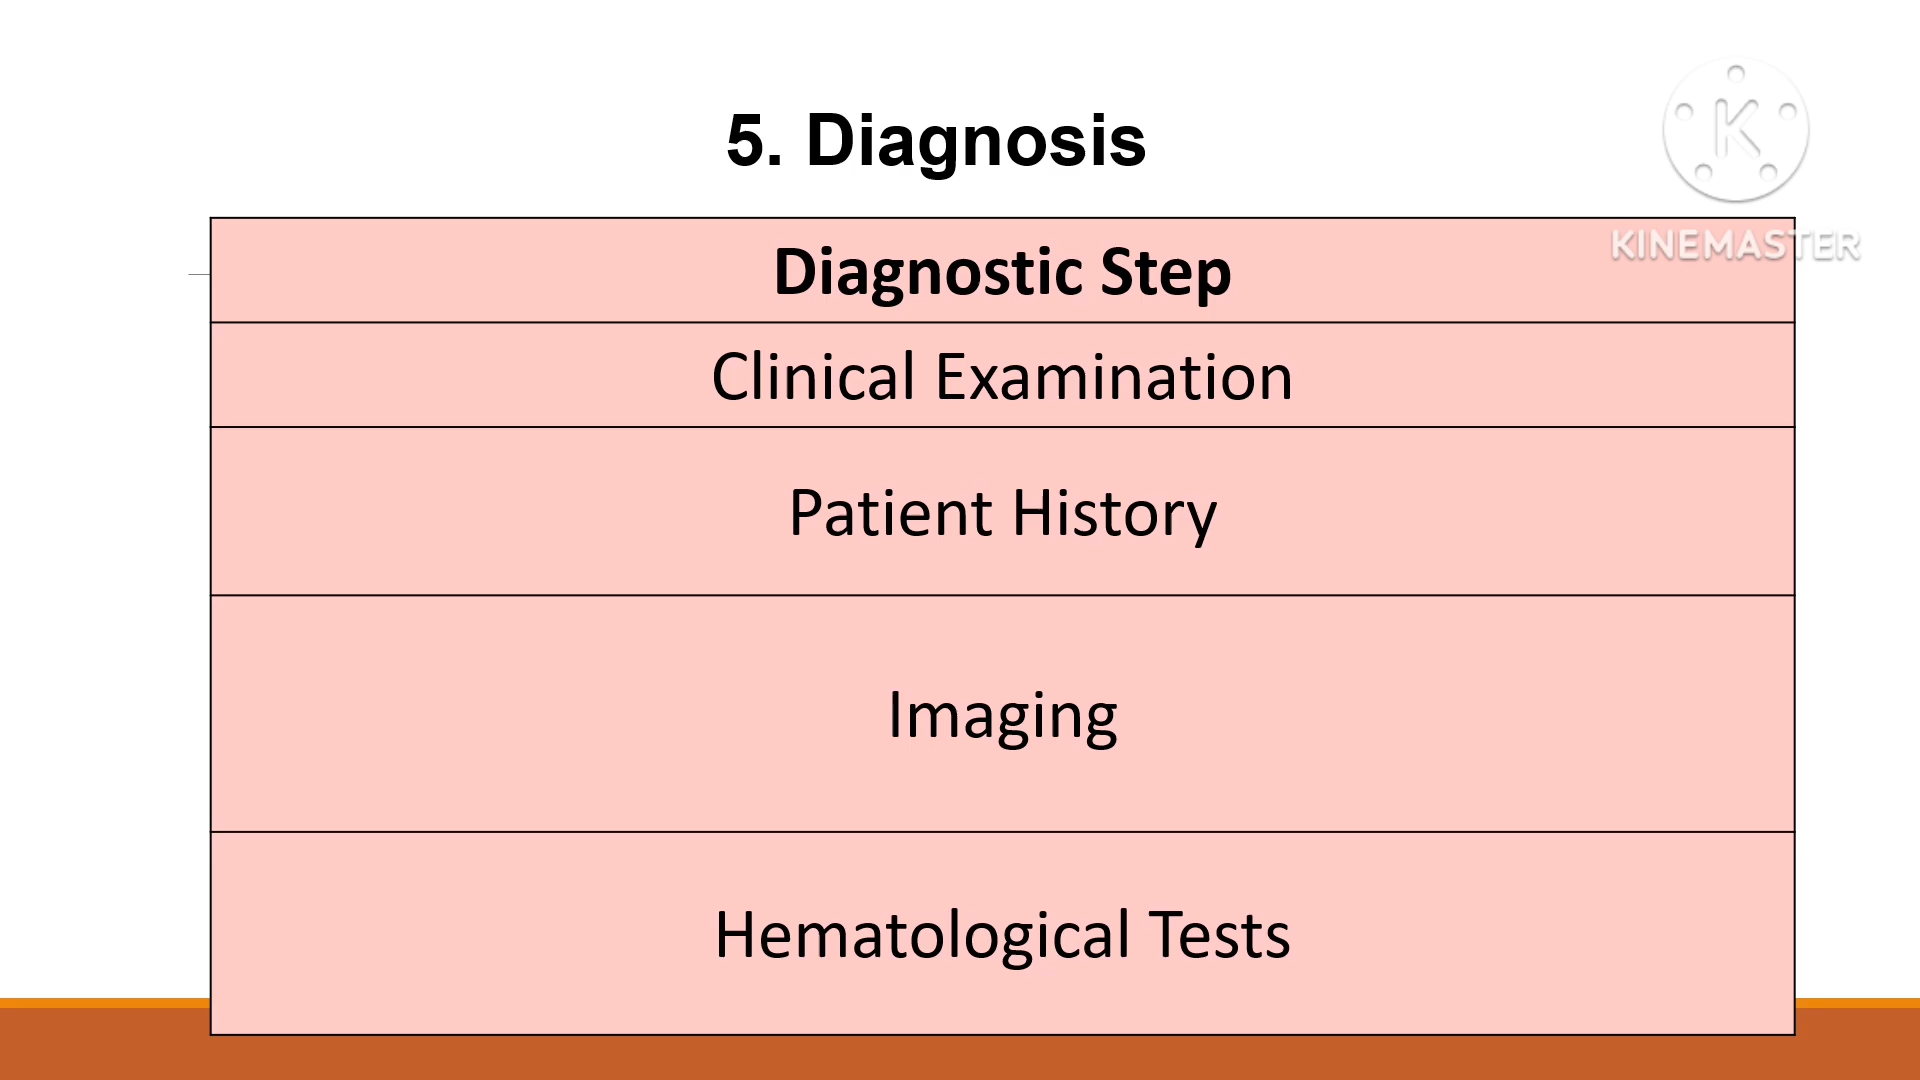 5. Diagnosis
K
KINEMASTER
Diagnostic Step
Clinical Examination
Patient History
Imaging
Hematological Tests